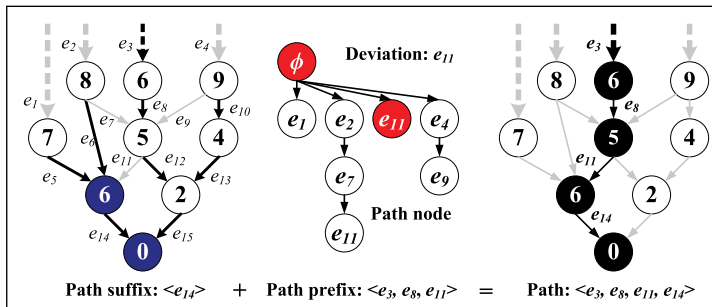 e2 e3 e4
e3
Deviation: e11
ϕ
8 6 9
6 9
8
e1 e7 e8 e9 e10
e8
7 e6 5 4
e1 e2 e11 e4
7 5 4
e5 e11 e12 e13
e11
6 2
e7 e9
6 2
Path node
e14 e15
e11
e14
0
0
Path suffix: <e14> + Path prefix: <e3, e8, e11> = Path: <e3, e8, e11, e14>